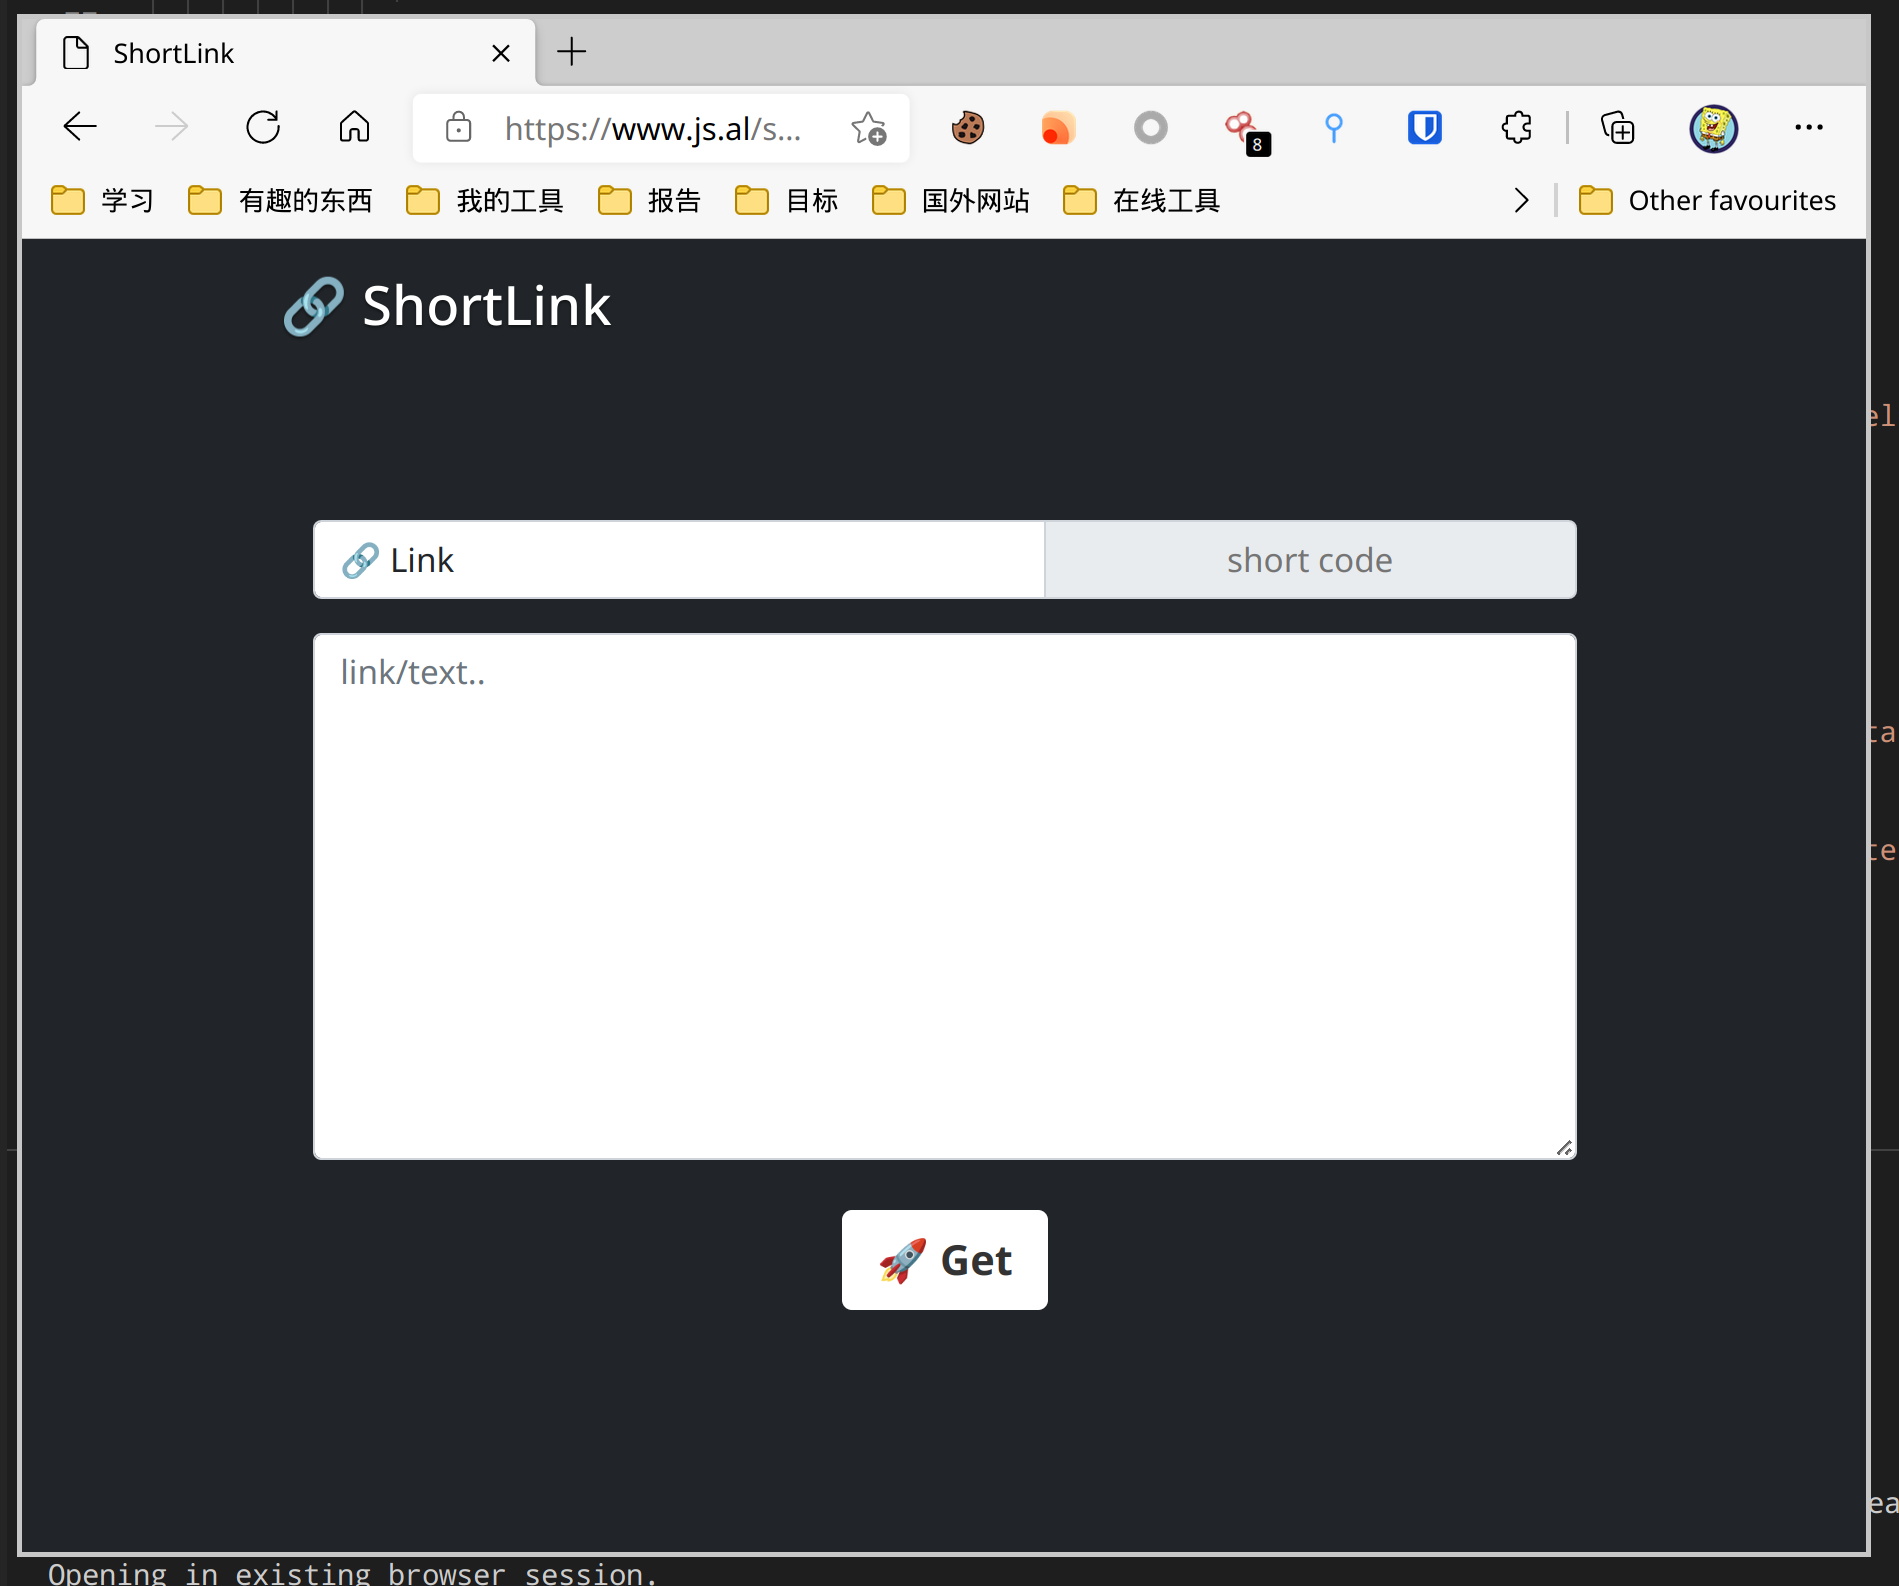 ShortLink
https://www.js.al/s...
8
学习 有趣的东西 我的工具 报告 目标 国外网站 在线工具 Other favourites
🔗 ShortLink
🔗 Link short code
link/text..
🚀 Get
el
ta
te
ea
Opening in existing browser session.